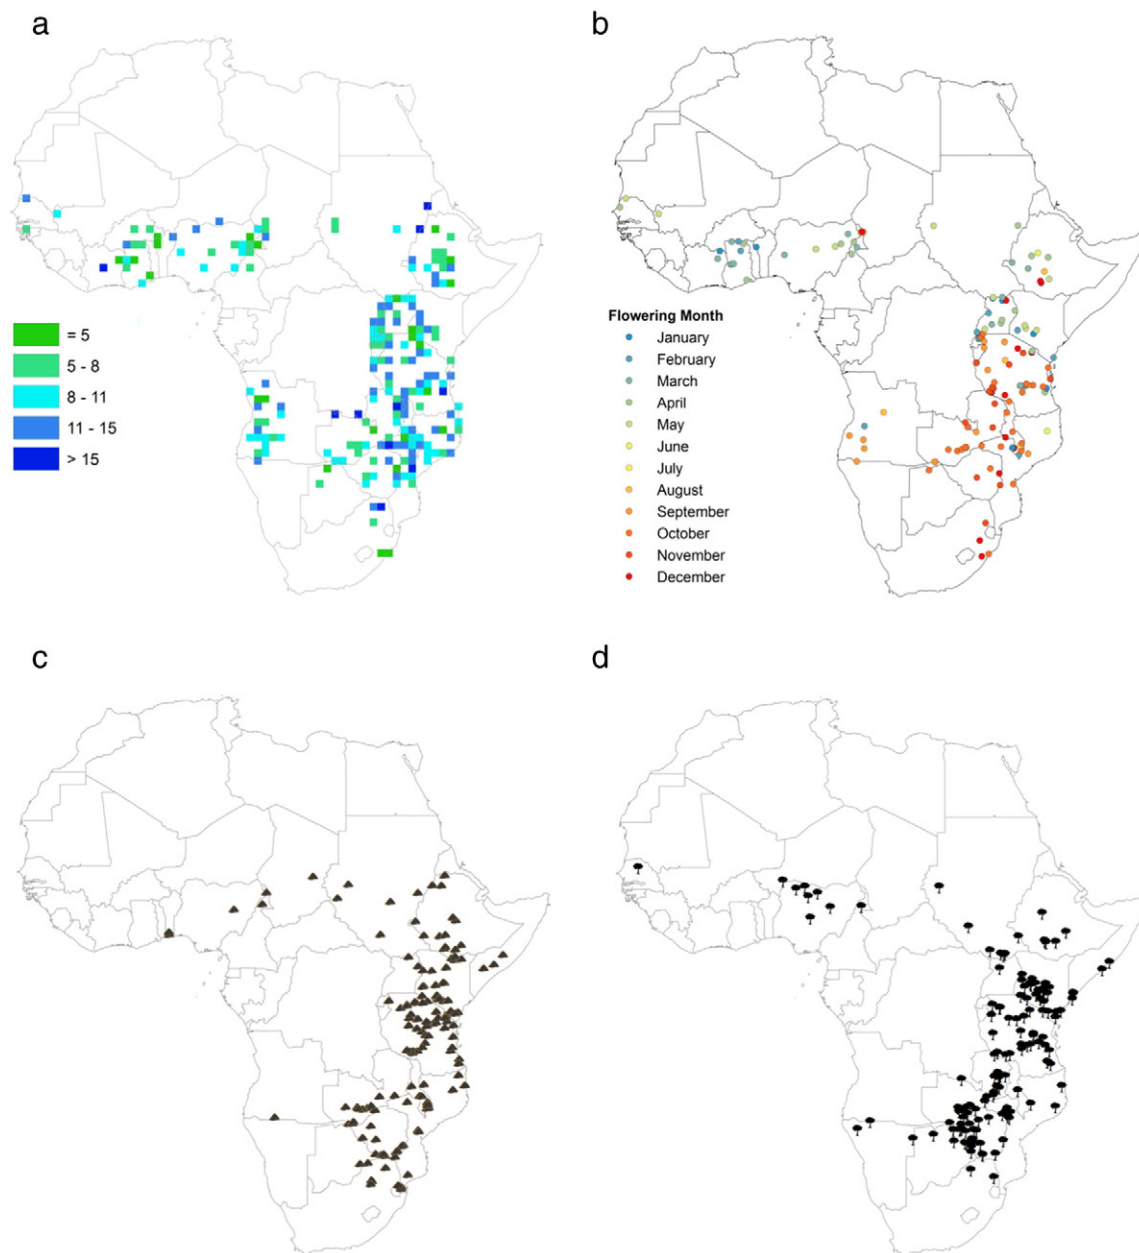 a
b
= 5
5 - 8
8 - 11
11 - 15
> 15
Flowering Month
January
February
March
April
May
June
July
August
September
October
November
December
c
d